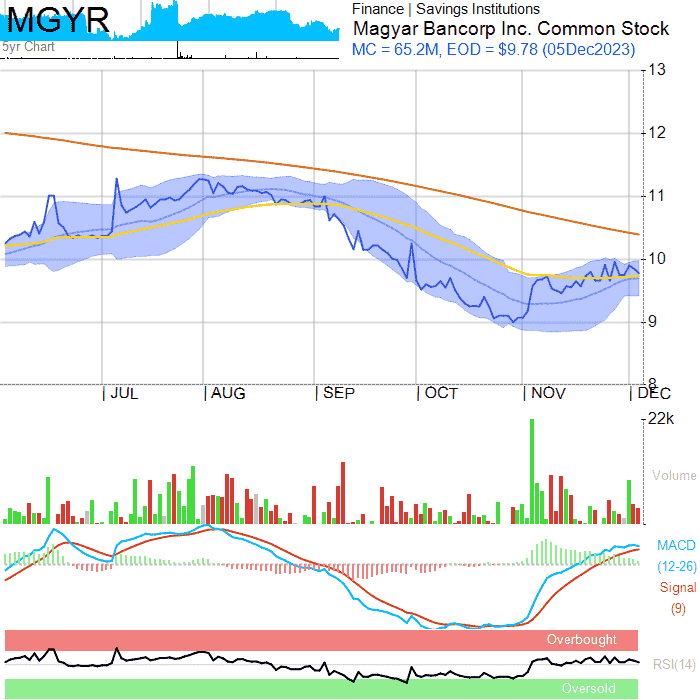 MGYR
Finance | Savings Institutions
Magyar Bancorp Inc. Common Stock
5yr Chart
MC = 65.2M, EOD = $9.78 (05Dec2023)
13
12
11
10
9
8
JUL AUG SEP OCT NOV DEC
22k
Volume
MACD
(12-26)
Signal
(9)
Overbought
RSI(14)
Oversold